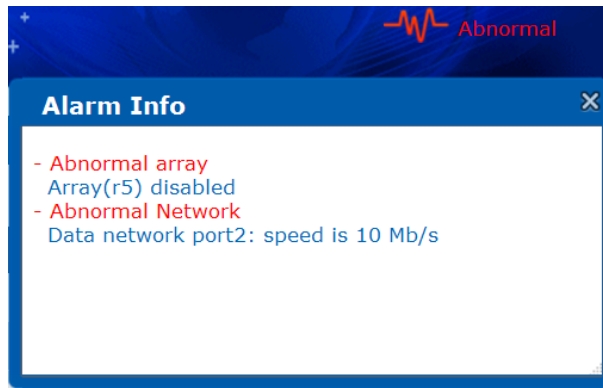 Abnormal
Alarm Info
- Abnormal array
Array(r5) disabled
- Abnormal Network
Data network port2: speed is 10 Mb/s